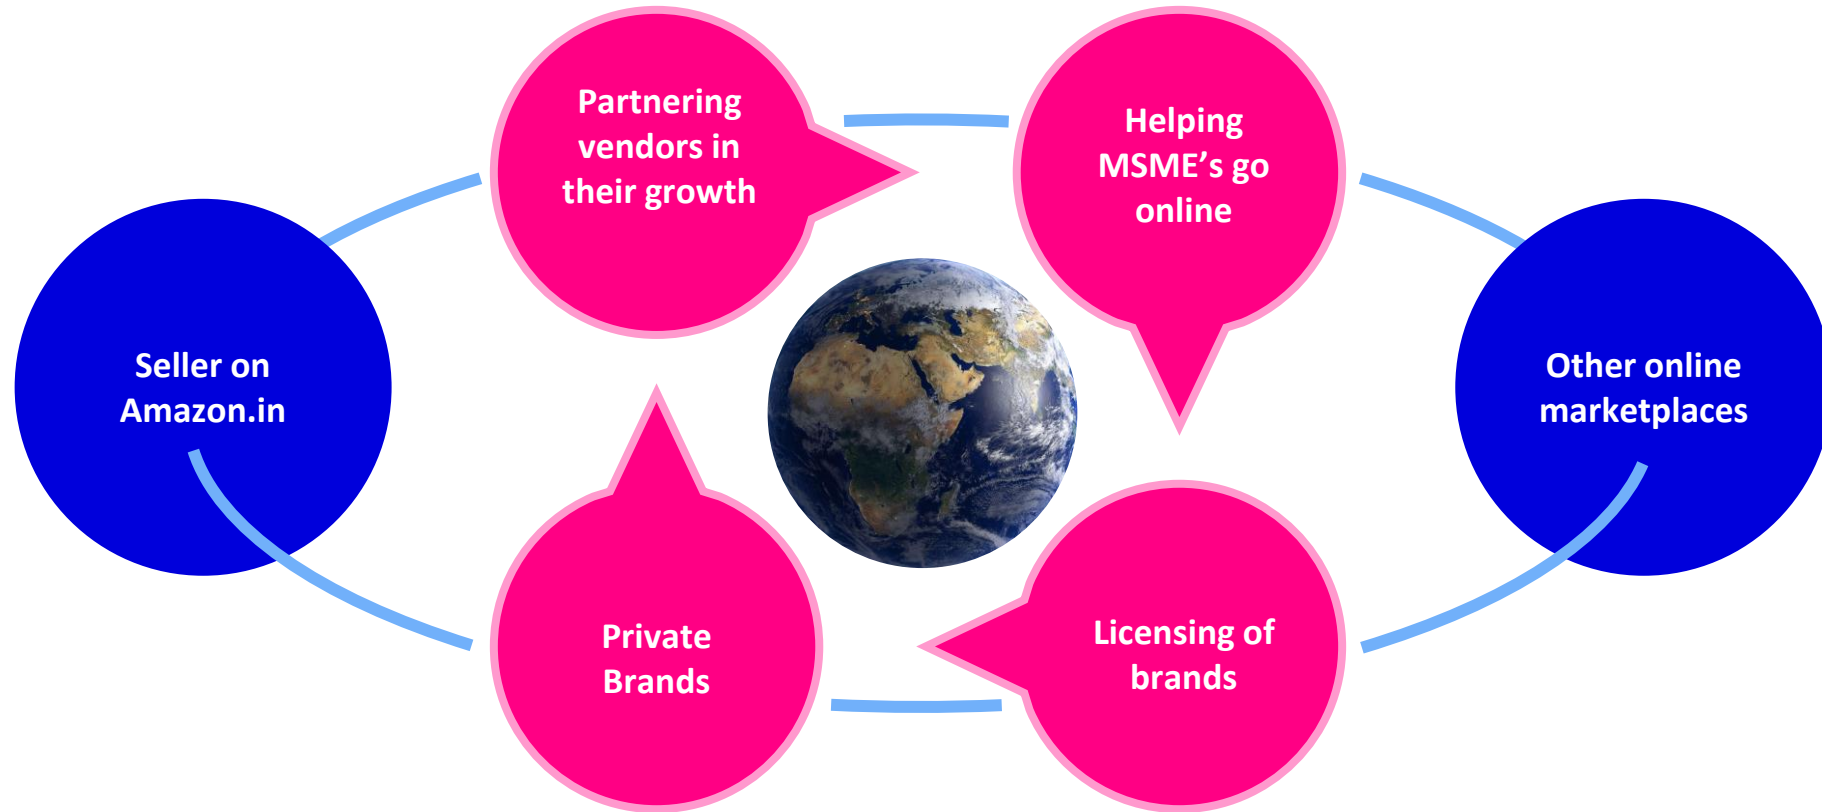 Partnering
vendors in
their growth
Helping
MSME’s go
online
Seller on
Amazon.in
Other online
marketplaces
Private
Brands
Licensing of
brands